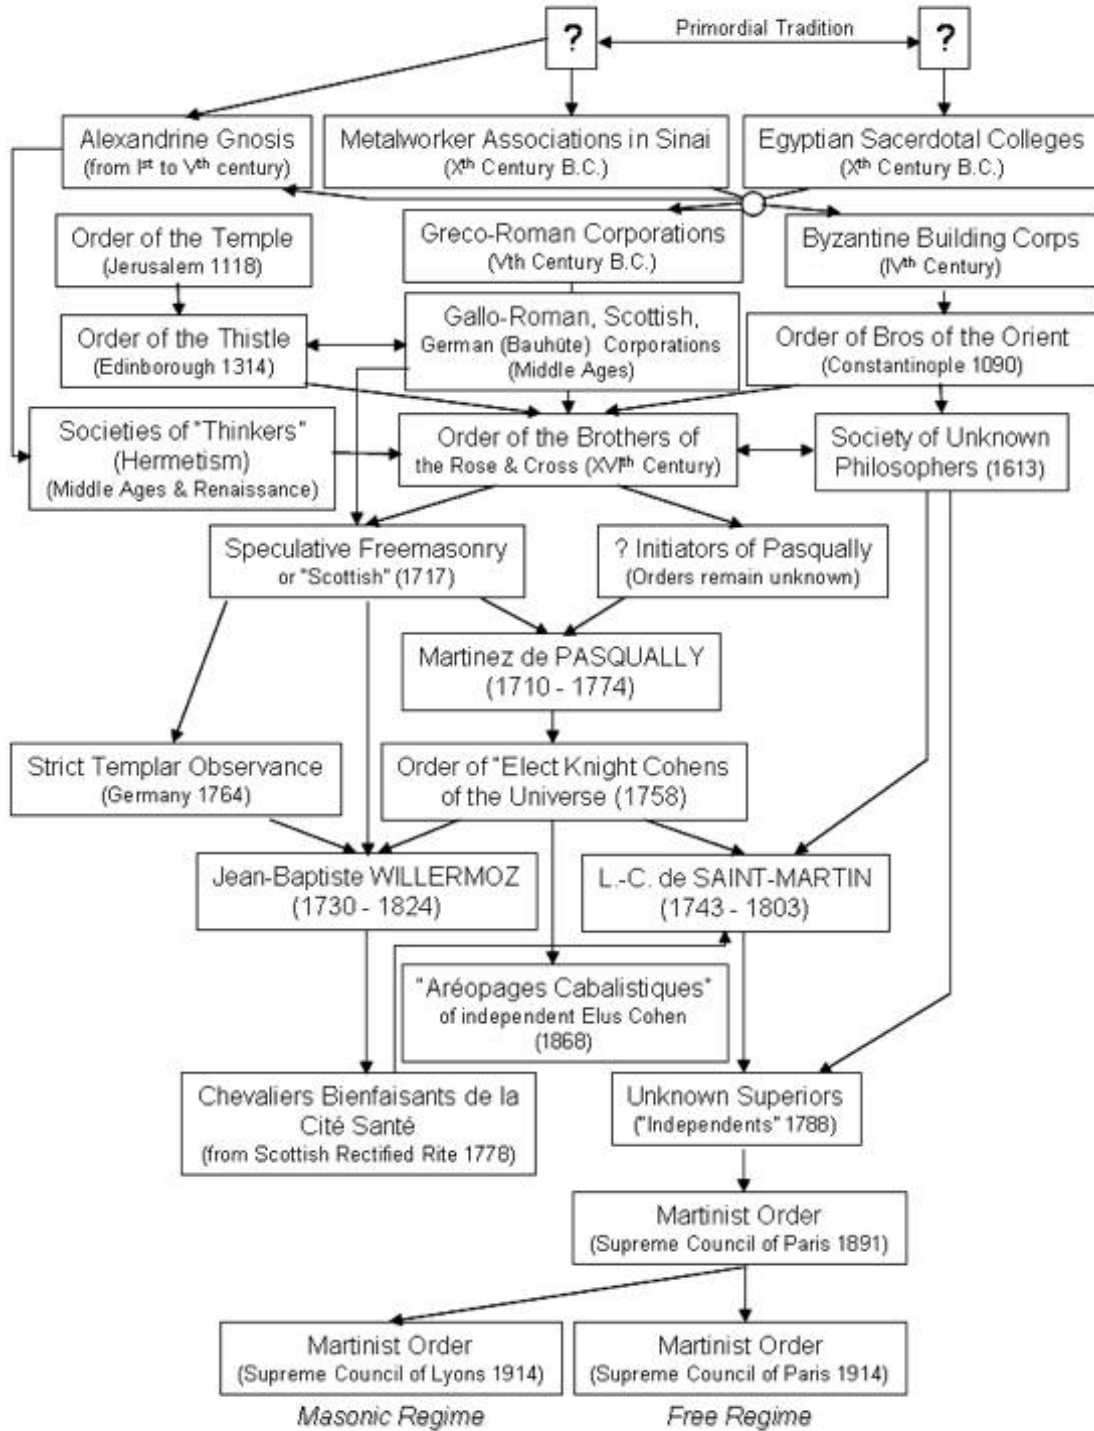 ?
Primordial Tradition
?
Alexandrine Gnosis
(from Iˢᵗ to Vᵗʰ century)
Metalworker Associations in Sinai
(Xᵗʰ Century B.C.)
Egyptian Sacerdotal Colleges
(Xᵗʰ Century B.C.)
Order of the Temple
(Jerusalem 1118)
Greco-Roman Corporations
(Vth Century B.C.)
Byzantine Building Corps
(IVᵗʰ Century)
Order of the Thistle
(Edinborough 1314)
Gallo-Roman, Scottish,
German (Bauhüte) Corporations
(Middle Ages)
Order of Bros of the Orient
(Constantinople 1090)
Societies of "Thinkers"
(Hermetism)
(Middle Ages & Renaissance)
Order of the Brothers of
the Rose & Cross (XVIᵗʰ Century)
Society of Unknown
Philosophers (1613)
Speculative Freemasonry
or "Scottish" (1717)
? Initiators of Pasqually
(Orders remain unknown)
Martinez de PASQUALLY
(1710 - 1774)
Strict Templar Observance
(Germany 1764)
Order of "Elect Knight Cohens
of the Universe (1758)
Jean-Baptiste WILLERMOZ
(1730 - 1824)
L.-C. de SAINT-MARTIN
(1743 - 1803)
"Aréopages Cabalistiques"
of independent Elus Cohen
(1868)
Chevaliers Bienfaisants de la
Cité Santé
(from Scottish Rectified Rite 1778)
Unknown Superiors
("Independents" 1788)
Martinist Order
(Supreme Council of Paris 1891)
Martinist Order
(Supreme Council of Lyons 1914)
Martinist Order
(Supreme Council of Paris 1914)
Masonic Regime
Free Regime